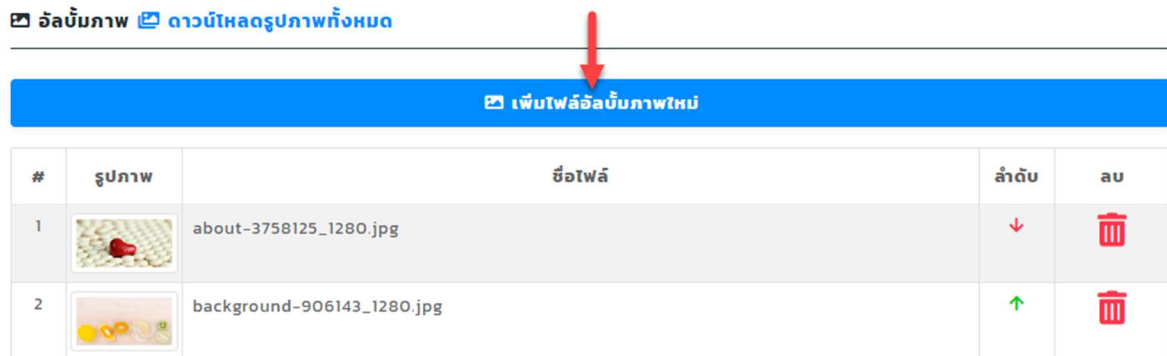 อัลบั้มภาพ ดาวน์โหลดรูปภาพทั้งหมด
เพิ่มไฟล์อัลบั้มภาพใหม่
# รูปภาพ ชื่อไฟล์ ลำดับ ลบ
1 about-3758125_1280.jpg
2 background-906143_1280.jpg